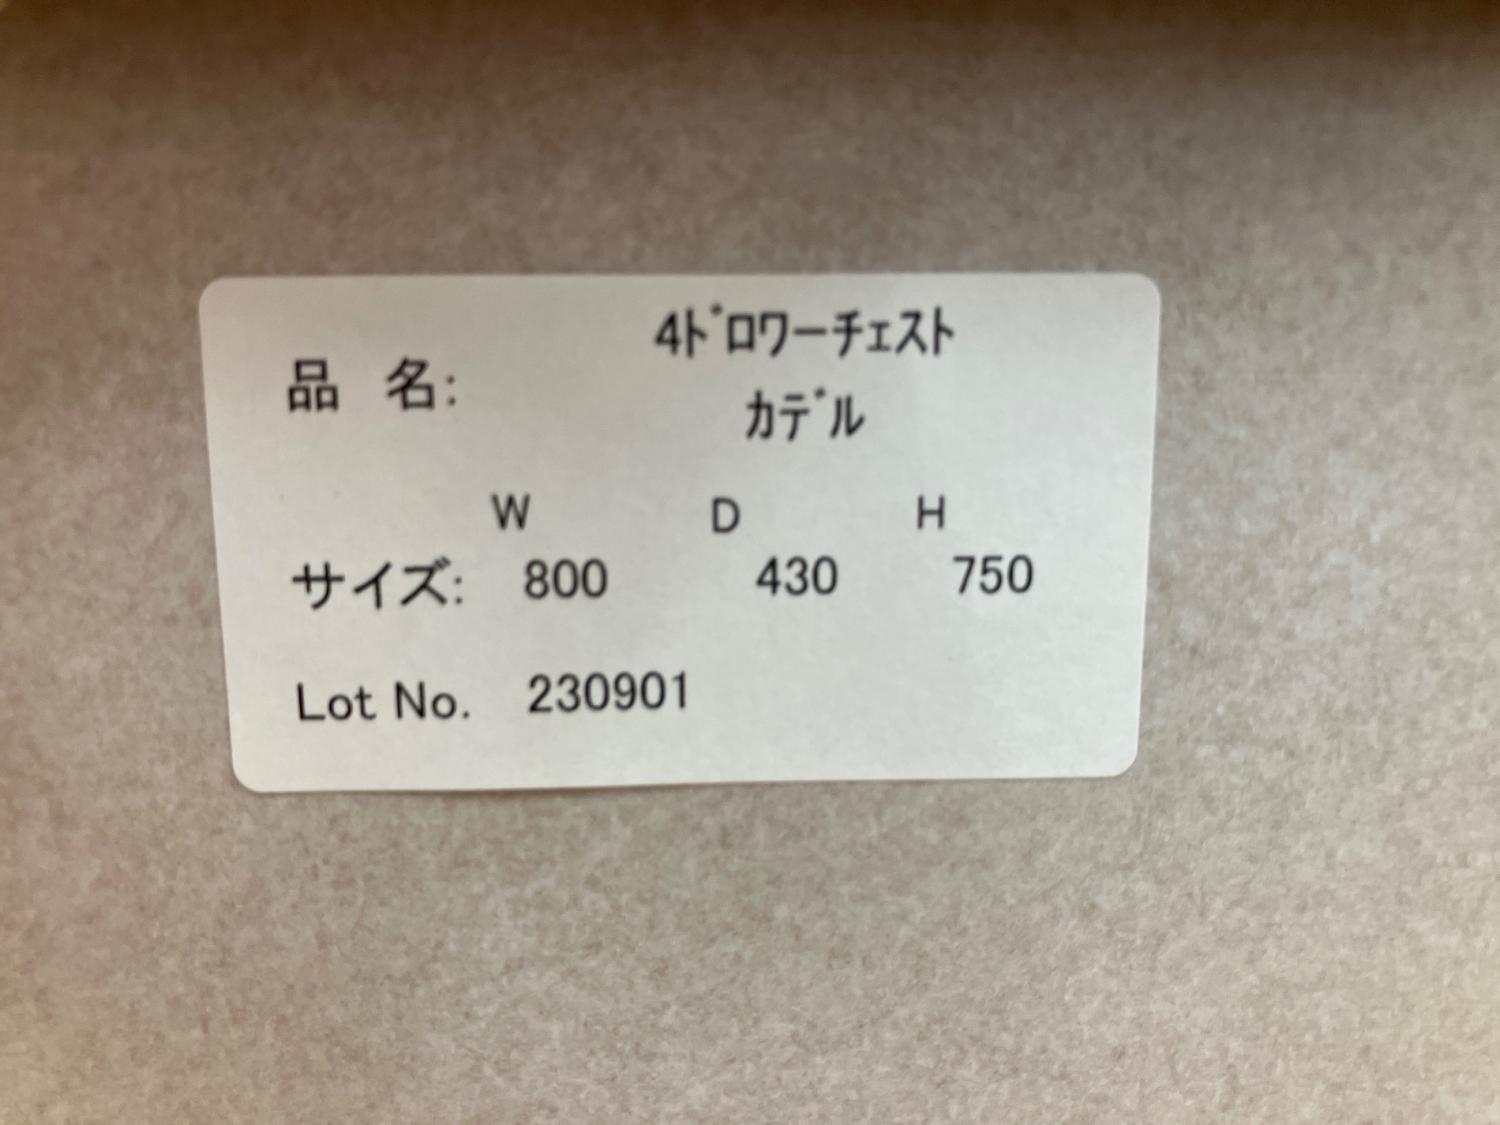 4ﾄﾞﾛﾜｰﾁｪｽﾄ
品 名:
ｶﾃﾞﾙ
W D H
サイズ: 800 430 750
Lot No. 230901